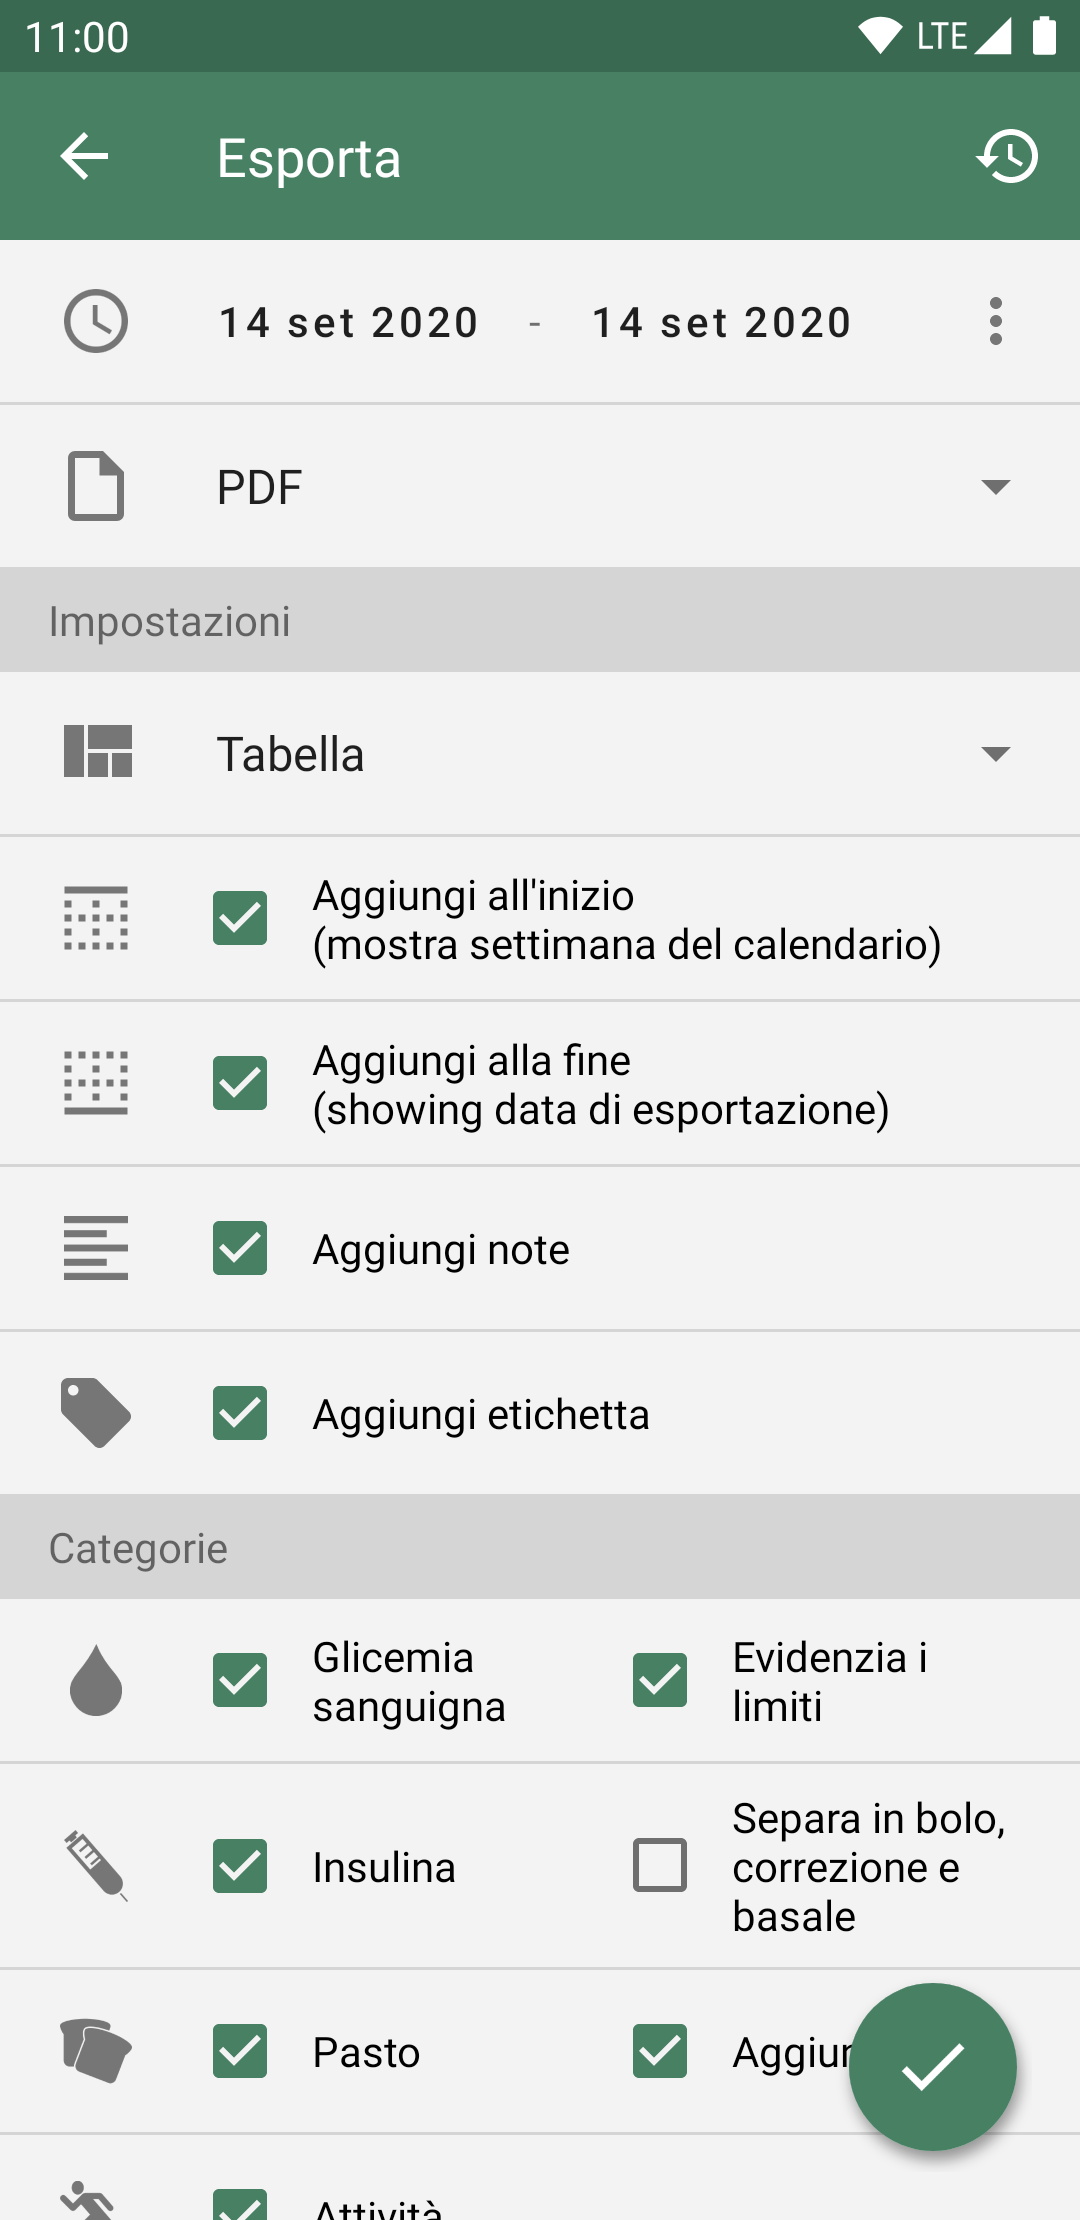 11:00
LTE
Esporta
14 set 2020 - 14 set 2020
PDF
Impostazioni
Tabella
Aggiungi all'inizio
(mostra settimana del calendario)
Aggiungi alla fine
(showing data di esportazione)
Aggiungi note
Aggiungi etichetta
Categorie
Glicemia
sanguigna
Evidenzia i
limiti
Insulina
Separa in bolo,
correzione e
basale
Pasto
Attività